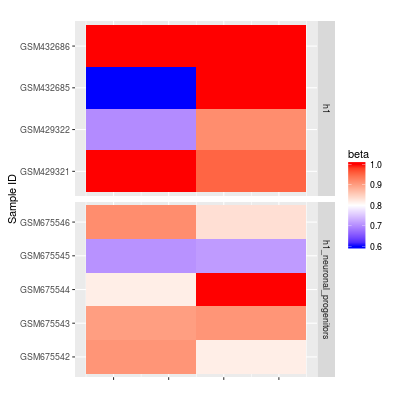 GSM432686
GSM432685
GSM429322
GSM429321
h1
GSM675546
GSM675545
GSM675544
GSM675543
GSM675542
h1_neuronal_progenitors
Sample ID
beta
1.0
0.9
0.8
0.7
0.6